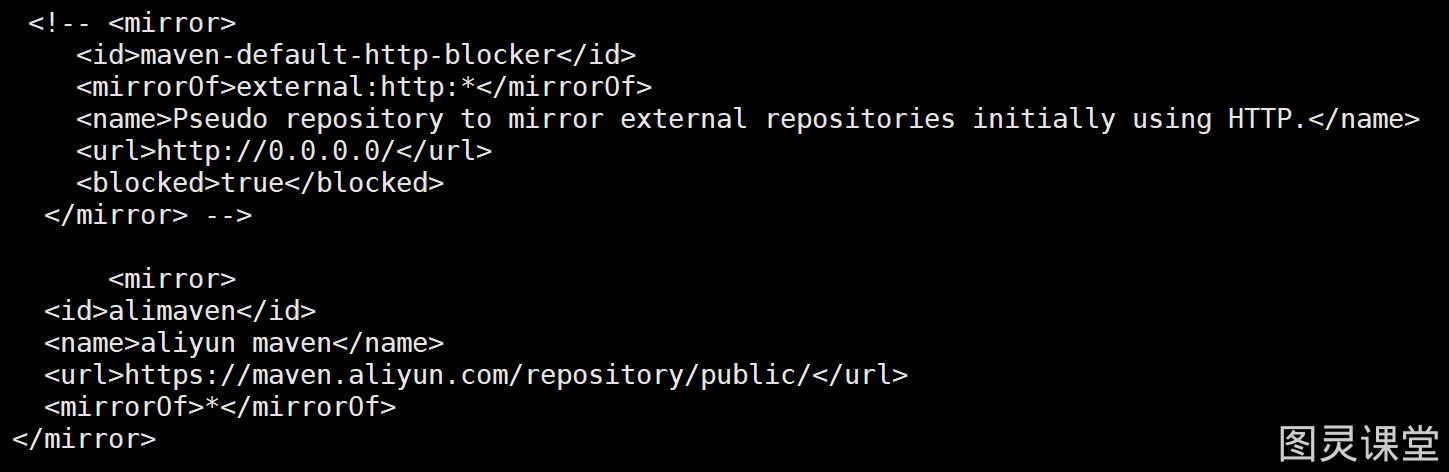 <!-- <mirror>
<id>maven-default-http-blocker</id>
<mirrorOf>external:http:*</mirrorOf>
<name>Pseudo repository to mirror external repositories initially using HTTP.</name>
<url>http://0.0.0.0/</url>
<blocked>true</blocked>
</mirror> -->
<mirror>
<id>alimaven</id>
<name>aliyun maven</name>
<url>https://maven.aliyun.com/repository/public/</url>
<mirrorOf>*</mirrorOf>
</mirror>
图灵课堂